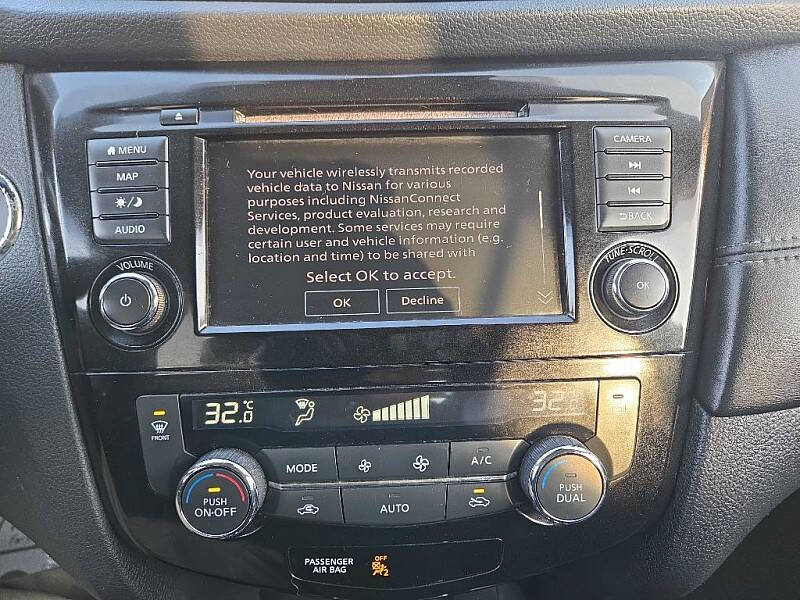 MENU
MAP
AUDIO
VOLUME
Your vehicle wirelessly transmits recorded
vehicle data to Nissan for various
purposes including NissanConnect
Services, product evaluation, research and
development. Some services may require
certain user and vehicle information (e.g.
location and time) to be shared with
Select OK to accept.
OK
Decline
CAMERA
BACK
TUNE·SCROLL
OK
FRONT
32.0 °C
32
PUSH
ON·OFF
MODE
A/C
AUTO
PUSH
DUAL
PASSENGER
AIR BAG
OFF
2